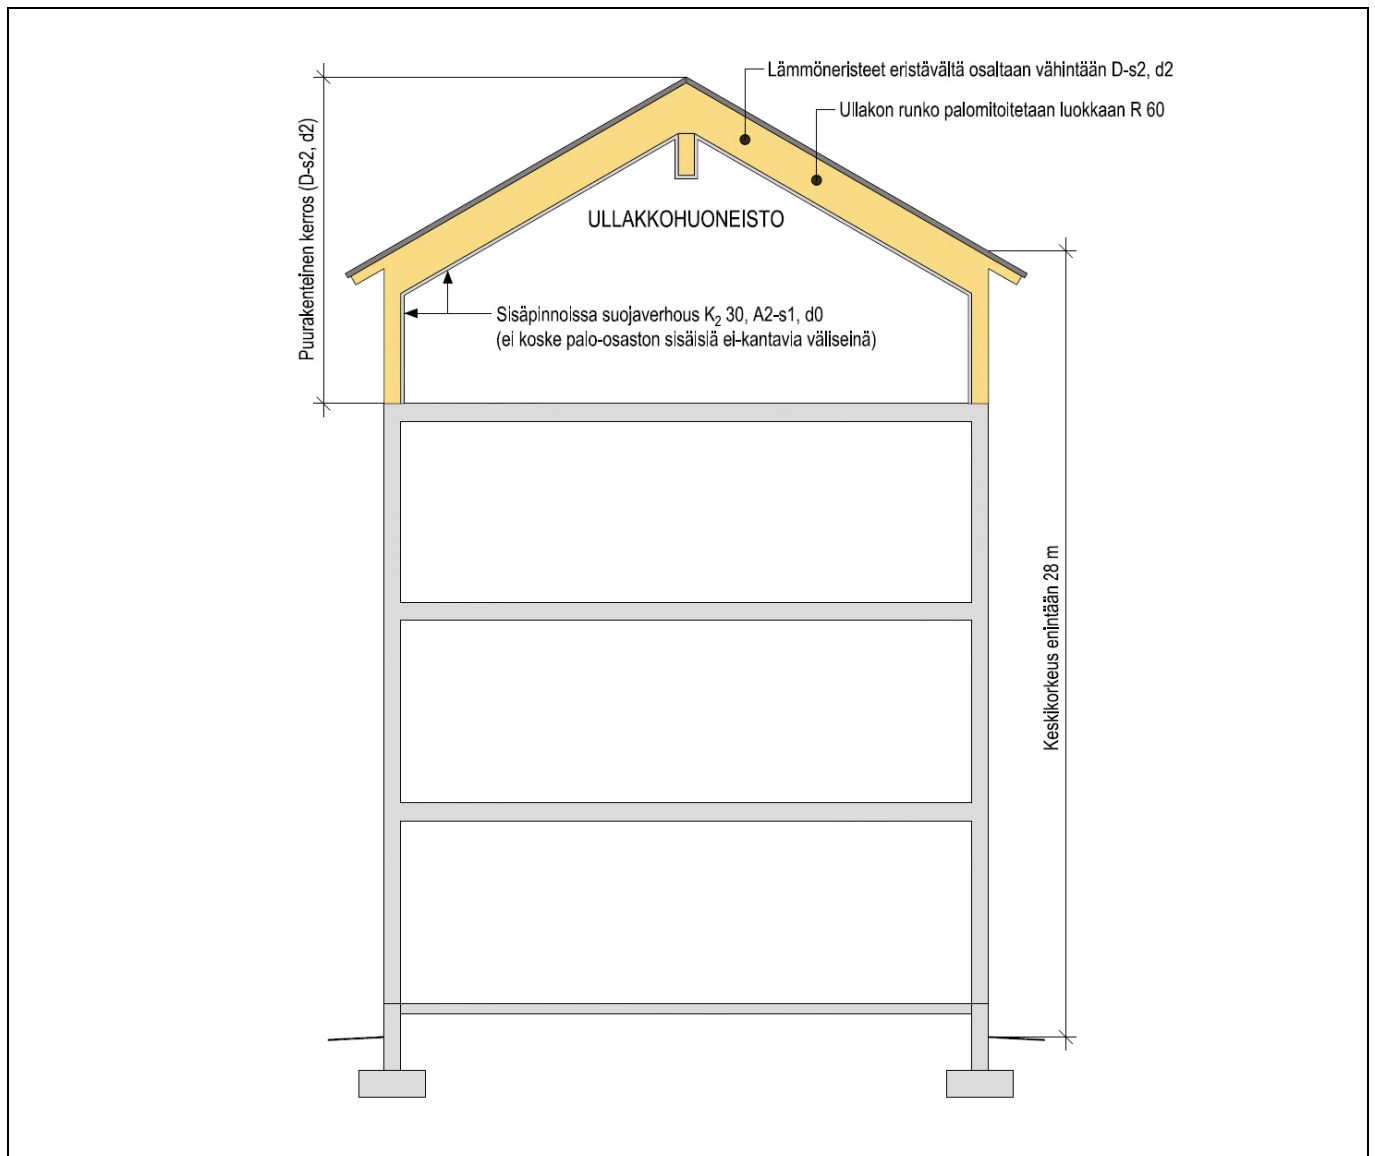 Lämmöneristeet eristävältä osaltaan vähintään D-s2, d2
Ullakon runko palomitoitetaan luokkaan R 60
Puurakenteinen kerros (D-s2, d2)
ULLAKKOHUONEISTO
Sisäpinnoissa suojaverhous K₂ 30, A2-s1, d0
(ei koske palo-osaston sisäisiä ei-kantavia väliseinä)
Keskikorkeus enintään 28 m